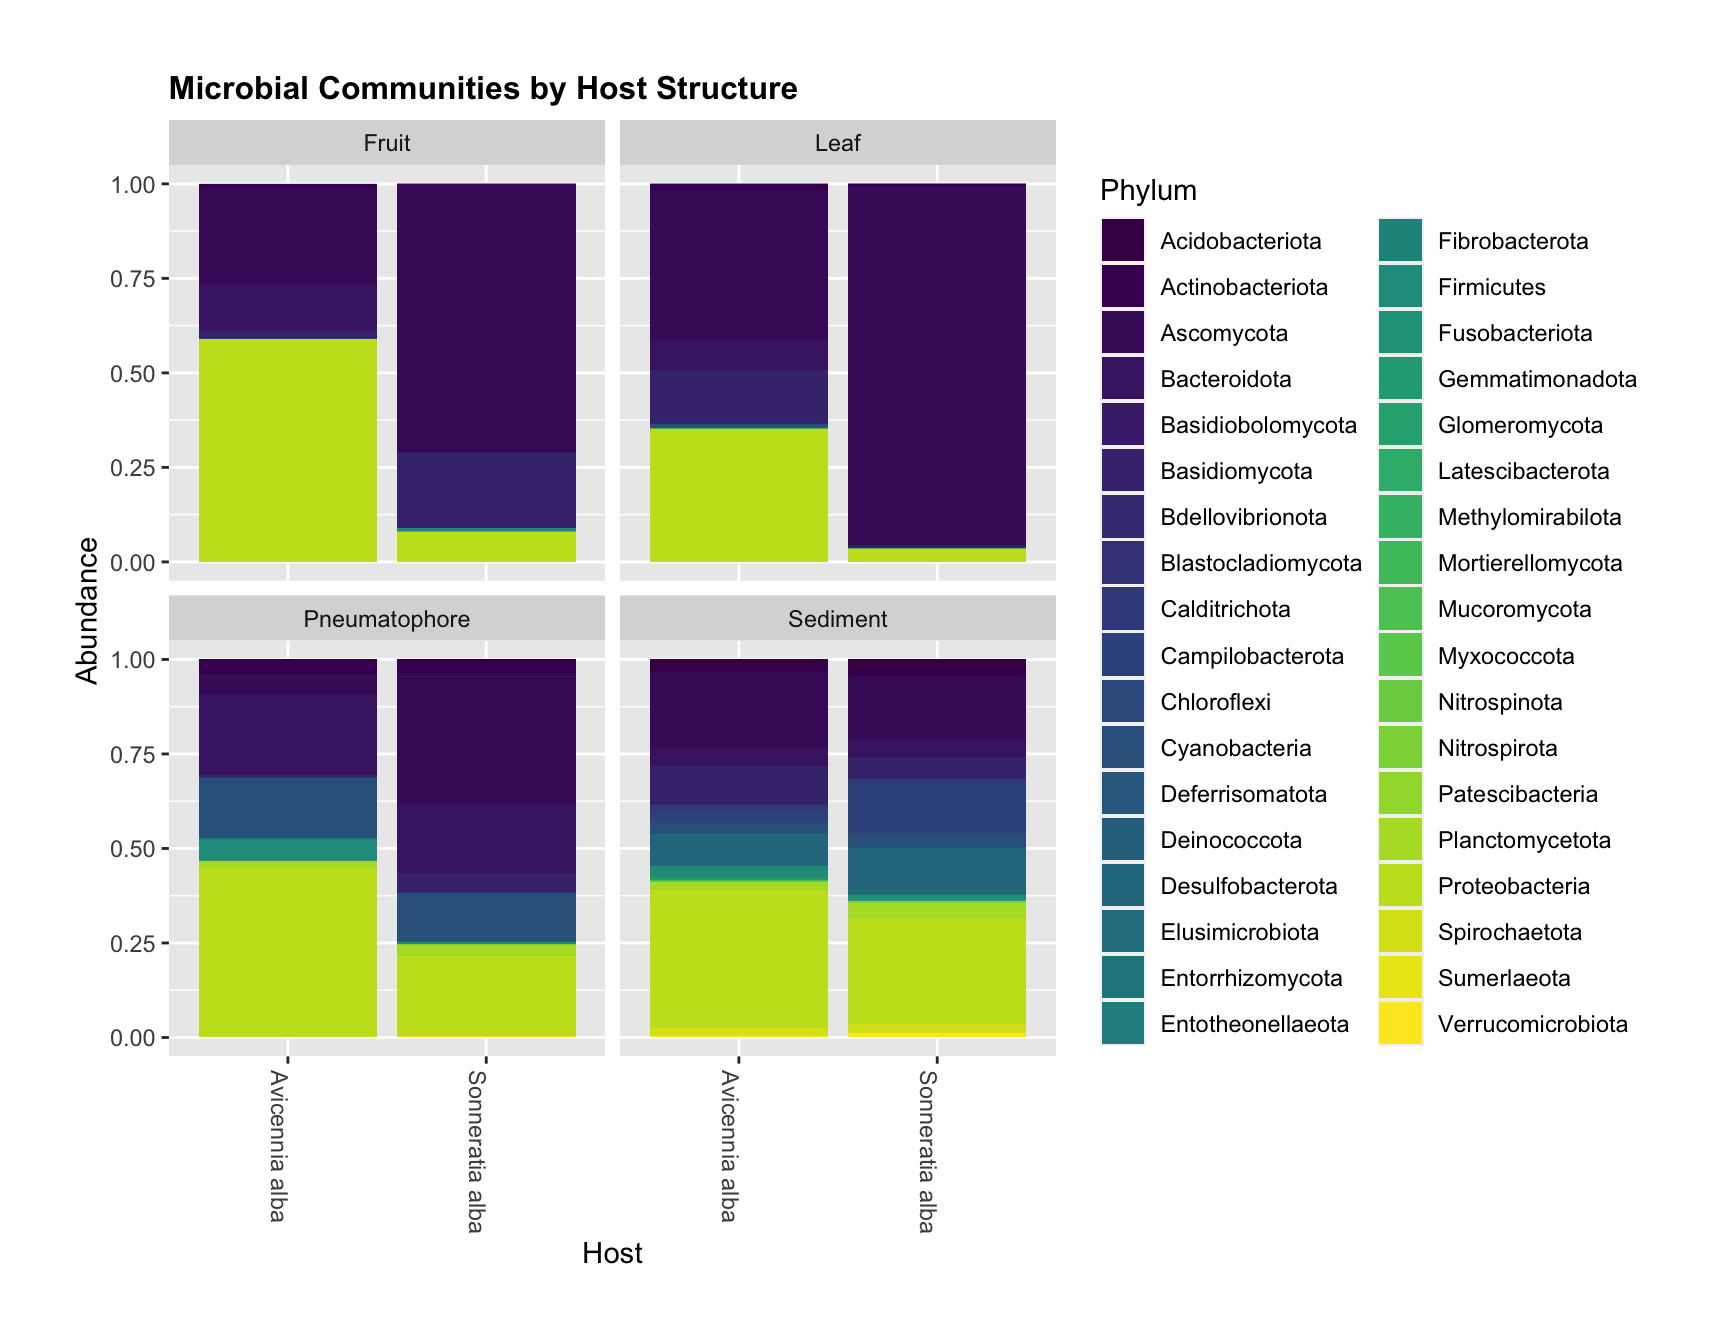 Microbial Communities by Host Structure
Fruit
Leaf
1.00
0.75
0.50
0.25
0.00
Pneumatophore
Sediment
1.00
0.75
0.50
0.25
0.00
Abundance
Avicennia alba
Sonneratia alba
Avicennia alba
Sonneratia alba
Host
Phylum
Acidobacteriota
Actinobacteriota
Ascomycota
Bacteroidota
Basidiobolomycota
Basidiomycota
Bdellovibrionota
Blastocladiomycota
Calditrichota
Campilobacterota
Chloroflexi
Cyanobacteria
Deferrisomatota
Deinococcota
Desulfobacterota
Elusimicrobiota
Entorrhizomycota
Entotheonellaeota
Fibrobacterota
Firmicutes
Fusobacteriota
Gemmatimonadota
Glomeromycota
Latescibacterota
Methylomirabilota
Mortierellomycota
Mucoromycota
Myxococcota
Nitrospinota
Nitrospirota
Patescibacteria
Planctomycetota
Proteobacteria
Spirochaetota
Sumerlaeota
Verrucomicrobiota